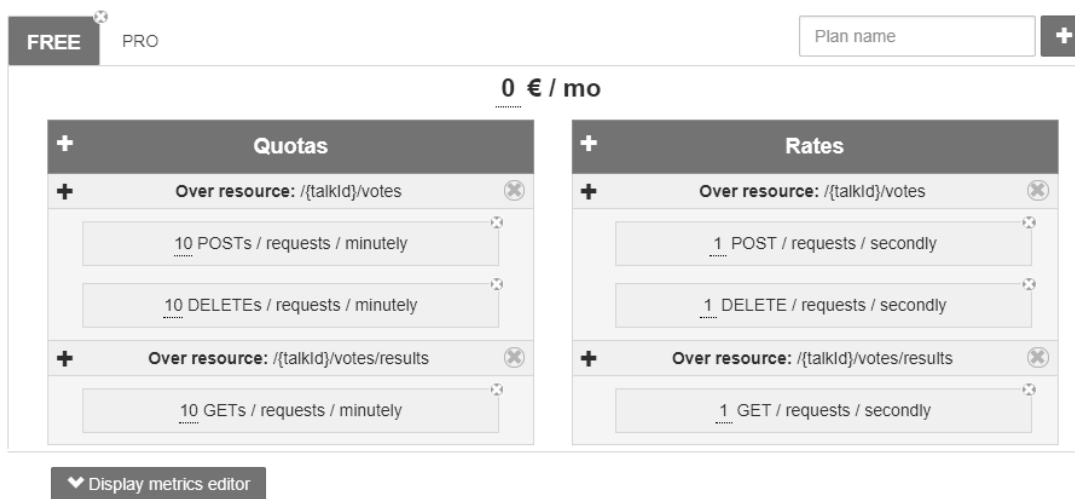 FREE
PRO
Plan name
0 € / mo
Quotas
Over resource: /{talkId}/votes
10 POSTs / requests / minutely
10 DELETEs / requests / minutely
Over resource: /{talkId}/votes/results
10 GETs / requests / minutely
Rates
Over resource: /{talkId}/votes
1 POST / requests / secondly
1 DELETE / requests / secondly
Over resource: /{talkId}/votes/results
1 GET / requests / secondly
Display metrics editor